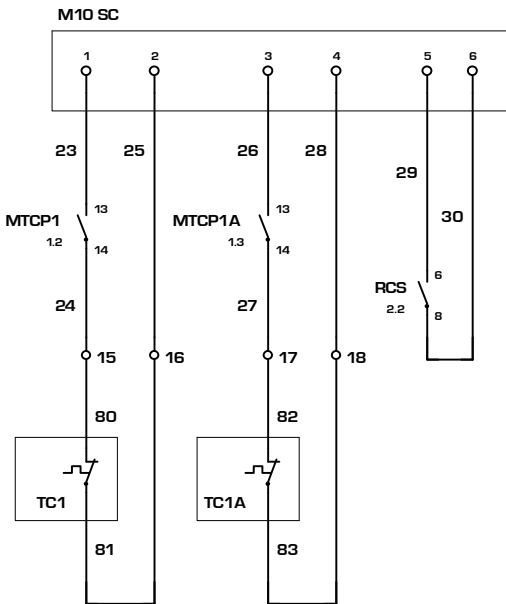 M10 SC
1 2 3 4 5 6
23 25 26 28 29
13 13
MTCP1 MTCP1A 30
1.2 1.3
14 14
6
RCS
2.2 8
24 27
15 16 17 18
80 82
TC1 TC1A
81 83